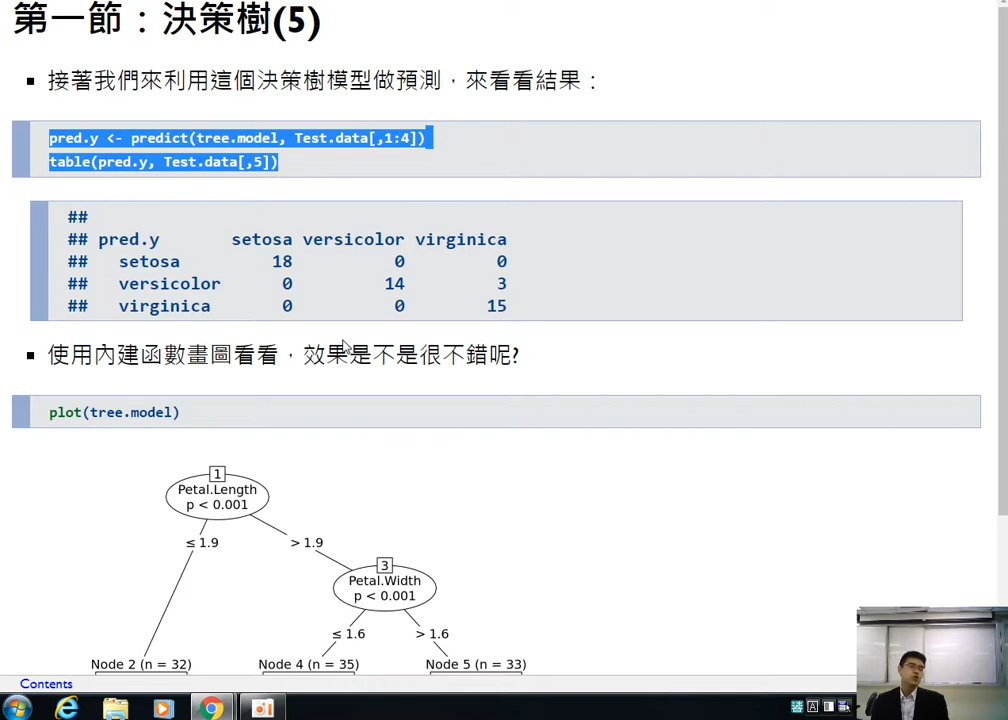 第一節：決策樹(5)
▪ 接著我們來利用這個決策樹模型做預測，來看看結果：
pred.y <- predict(tree.model, Test.data[,1:4])
table(pred.y, Test.data[,5])
##
## pred.y setosa versicolor virginica
## setosa 18 0 0
## versicolor 0 14 3
## virginica 0 0 15
▪ 使用內建函數畫圖看看，效果是不是很不錯呢?
plot(tree.model)
1
Petal.Length
p < 0.001
≤ 1.9 > 1.9
3
Petal.Width
p < 0.001
≤ 1.6 > 1.6
Node 2 (n = 32) Node 4 (n = 35) Node 5 (n = 33)
Contents